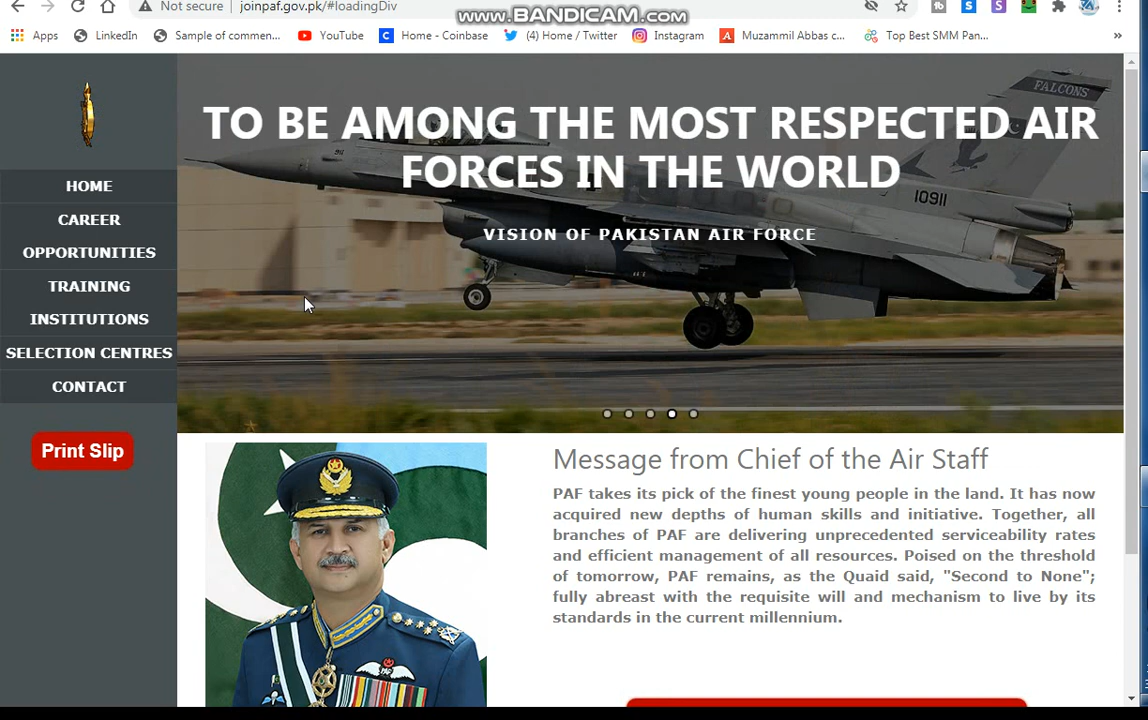 Not secure | joinpaf.gov.pk/#loadingDiv
www.BANDICAM.com
Apps LinkedIn Sample of commen... YouTube Home - Coinbase (4) Home / Twitter Instagram Muzammil Abbas c... Top Best SMM Pan... »
HOME
CAREER
OPPORTUNITIES
TRAINING
INSTITUTIONS
SELECTION CENTRES
CONTACT
Print Slip
TO BE AMONG THE MOST RESPECTED AIR
FORCES IN THE WORLD
VISION OF PAKISTAN AIR FORCE
FALCONS
10911
Message from Chief of the Air Staff
PAF takes its pick of the finest young people in the land. It has now
acquired new depths of human skills and initiative. Together, all
branches of PAF are delivering unprecedented serviceability rates
and efficient management of all resources. Poised on the threshold
of tomorrow, PAF remains, as the Quaid said, "Second to None";
fully abreast with the requisite will and mechanism to live by its
standards in the current millennium.